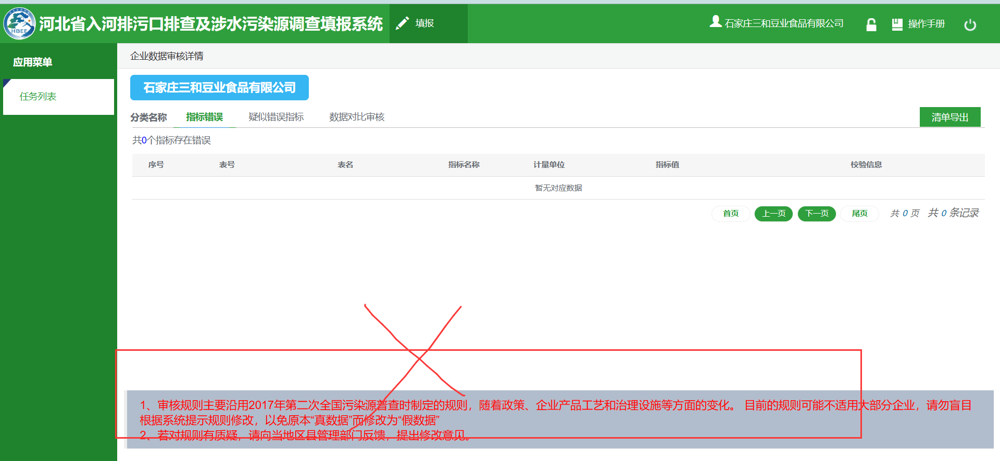 HBEE
河北省入河排污口排查及涉水污染源调查填报系统
填报
石家庄三和豆业食品有限公司
操作手册
应用菜单
任务列表
企业数据审核详情
石家庄三和豆业食品有限公司
分类名称 指标错误 疑似错误指标 数据对比审核
清单导出
共0个指标存在错误
序号 表号 表名 指标名称 计量单位 指标值 校验信息
暂无对应数据
首页 上一页 下一页 尾页 共 0 页 共 0 条记录
1、审核规则主要沿用2017年第二次全国污染源普查时制定的规则，随着政策、企业产品工艺和治理设施等方面的变化。 目前的规则可能不适用大部分企业，请勿盲目
根据系统提示规则修改，以免原本“真数据”而修改为“假数据”
2、若对规则有质疑，请向当地区县管理部门反馈，提出修改意见。